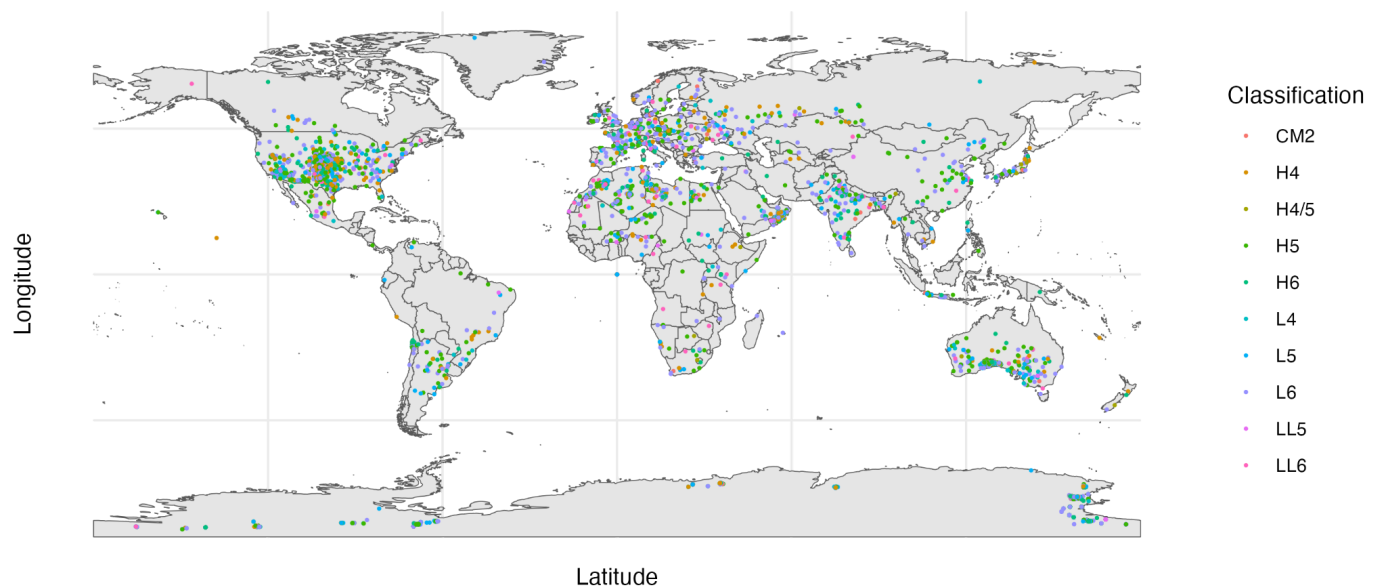 Classification
CM2
H4
H4/5
H5
H6
L4
L5
L6
LL5
LL6
Longitude
Latitude